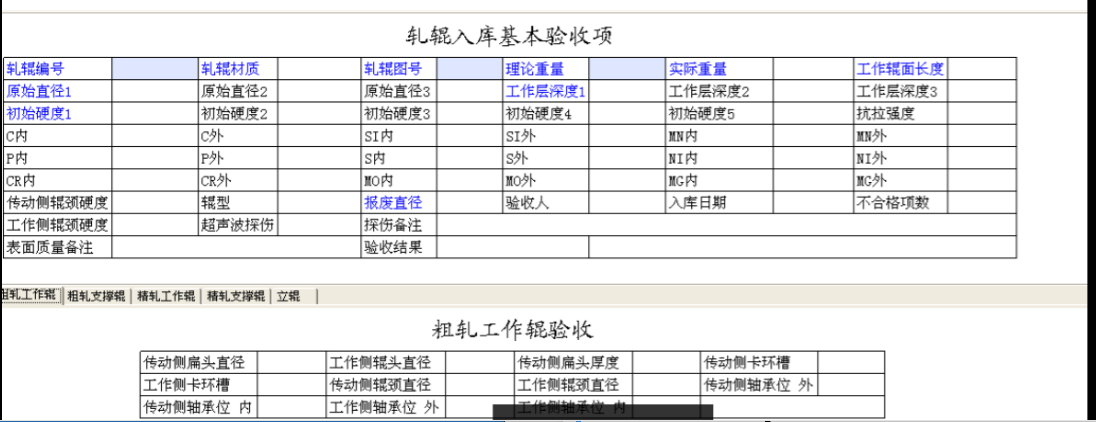 轧辊入库基本验收项
轧辊编号 轧辊材质 轧辊图号 理论重量 实际重量 工作辊面长度
原始直径1 原始直径2 原始直径3 工作层深度1 工作层深度2 工作层深度3
初始硬度1 初始硬度2 初始硬度3 初始硬度4 初始硬度5 抗拉强度
C内 C外 SI内 SI外 MN内 MN外
P内 P外 S内 S外 NI内 NI外
CR内 CR外 MO内 MO外 MG内 MG外
传动侧辊颈硬度 辊型 报废直径 验收人 入库日期 不合格项数
工作侧辊颈硬度 超声波探伤 探伤备注
表面质量备注 验收结果
粗轧工作辊 粗轧支撑辊 精轧工作辊 精轧支撑辊 立辊
粗轧工作辊验收
传动侧扁头直径 工作侧辊头直径 传动侧扁头厚度 传动侧卡环槽
工作侧卡环槽 传动侧辊颈直径 工作侧辊颈直径 传动侧轴承位 外
传动侧轴承位 内 工作侧轴承位 外 工作侧轴承位 内